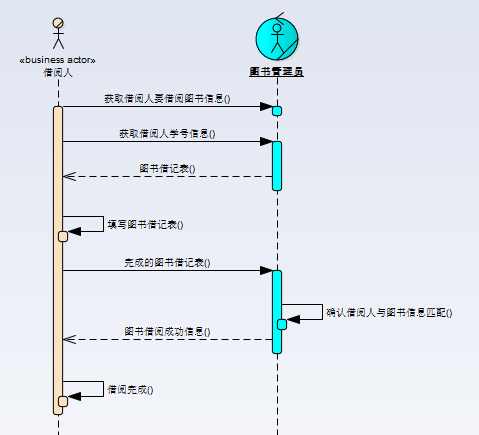 «business actor»
借阅人
图书管理员
获取借阅人要借阅图书信息()
获取借阅人学号信息()
图书借记表()
填写图书借记表()
完成的图书借记表()
确认借阅人与图书信息匹配()
图书借阅成功信息()
借阅完成()